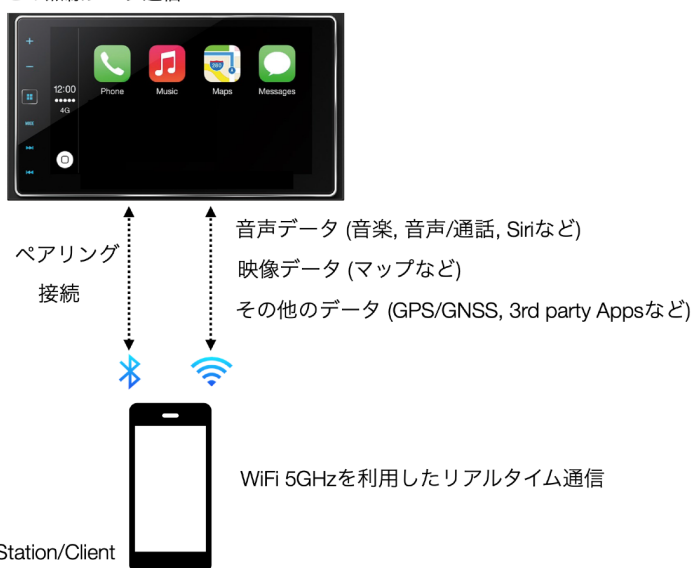 12:00
4G
Phone
Music
Maps
Messages
280
ペアリング
接続
音声データ (音楽, 音声/通話, Siriなど)
映像データ (マップなど)
その他のデータ (GPS/GNSS, 3rd party Appsなど)
WiFi 5GHzを利用したリアルタイム通信
Station/Client